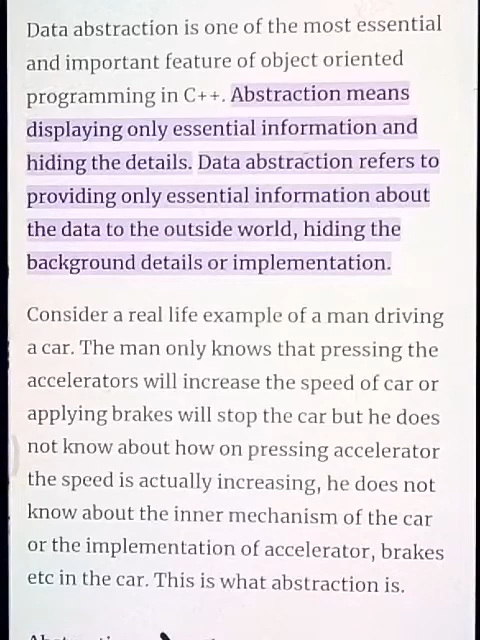 Data abstraction is one of the most essential
and important feature of object oriented
programming in C++. Abstraction means
displaying only essential information and
hiding the details. Data abstraction refers to
providing only essential information about
the data to the outside world, hiding the
background details or implementation.
Consider a real life example of a man driving
a car. The man only knows that pressing the
accelerators will increase the speed of car or
applying brakes will stop the car but he does
not know about how on pressing accelerator
the speed is actually increasing, he does not
know about the inner mechanism of the car
or the implementation of accelerator, brakes
etc in the car. This is what abstraction is.